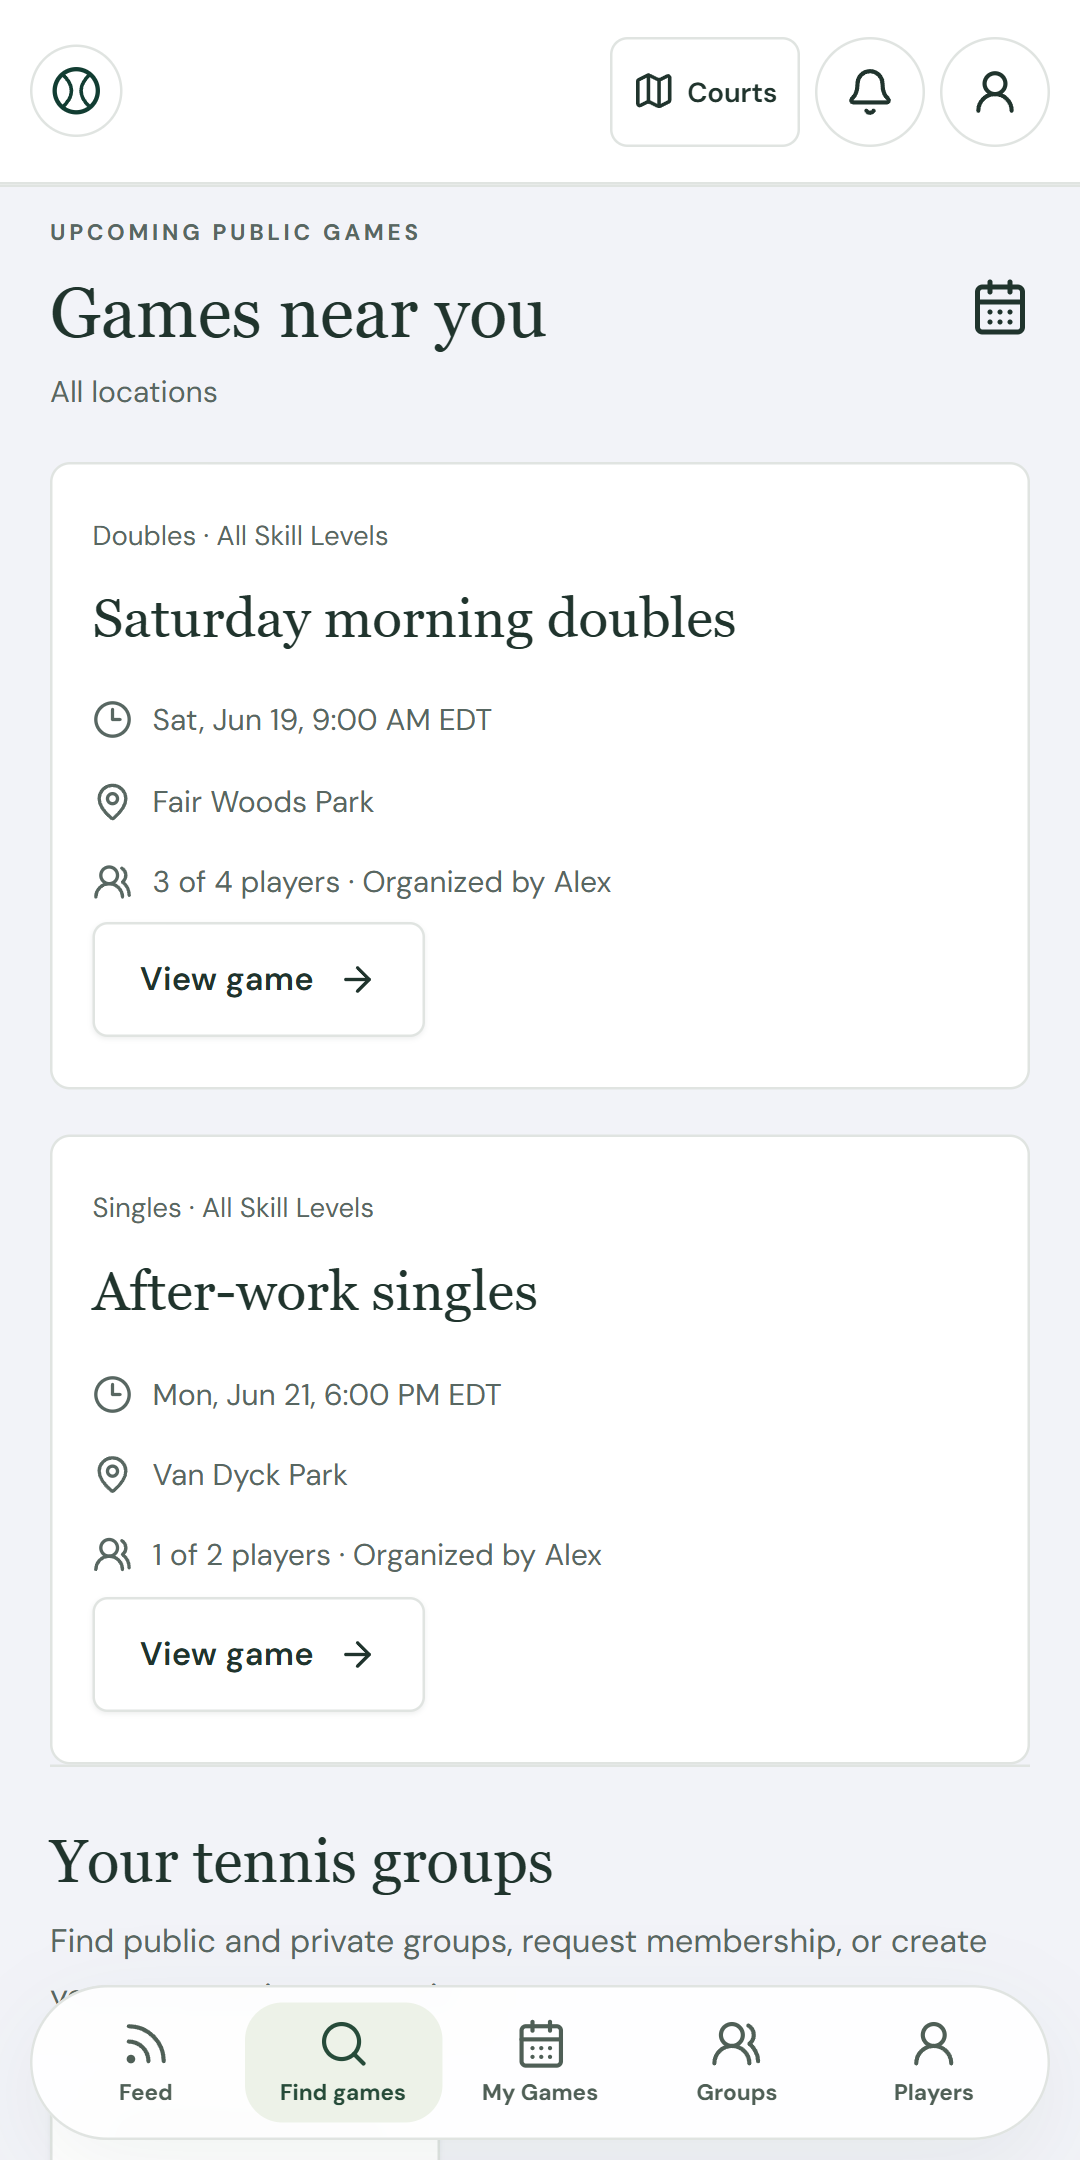 Courts
UPCOMING PUBLIC GAMES
Games near you
All locations
Doubles · All Skill Levels
Saturday morning doubles
Sat, Jun 19, 9:00 AM EDT
Fair Woods Park
3 of 4 players · Organized by Alex
View game
Singles · All Skill Levels
After-work singles
Mon, Jun 21, 6:00 PM EDT
Van Dyck Park
1 of 2 players · Organized by Alex
View game
Your tennis groups
Find public and private groups, request membership, or create
Feed
Find games
My Games
Groups
Players